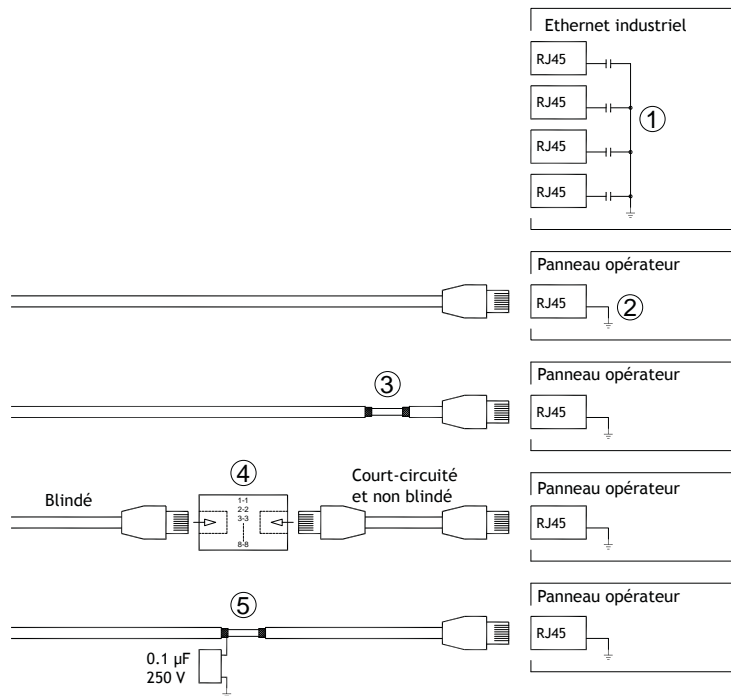 Ethernet industriel
RJ45
RJ45
①
RJ45
RJ45
Panneau opérateur
RJ45
②
Panneau opérateur
③
RJ45
④
Court-circuité
et non blindé
Blindé
1-1
2-2
3-3
8-8
Panneau opérateur
RJ45
⑤
Panneau opérateur
RJ45
0.1 µF
250 V